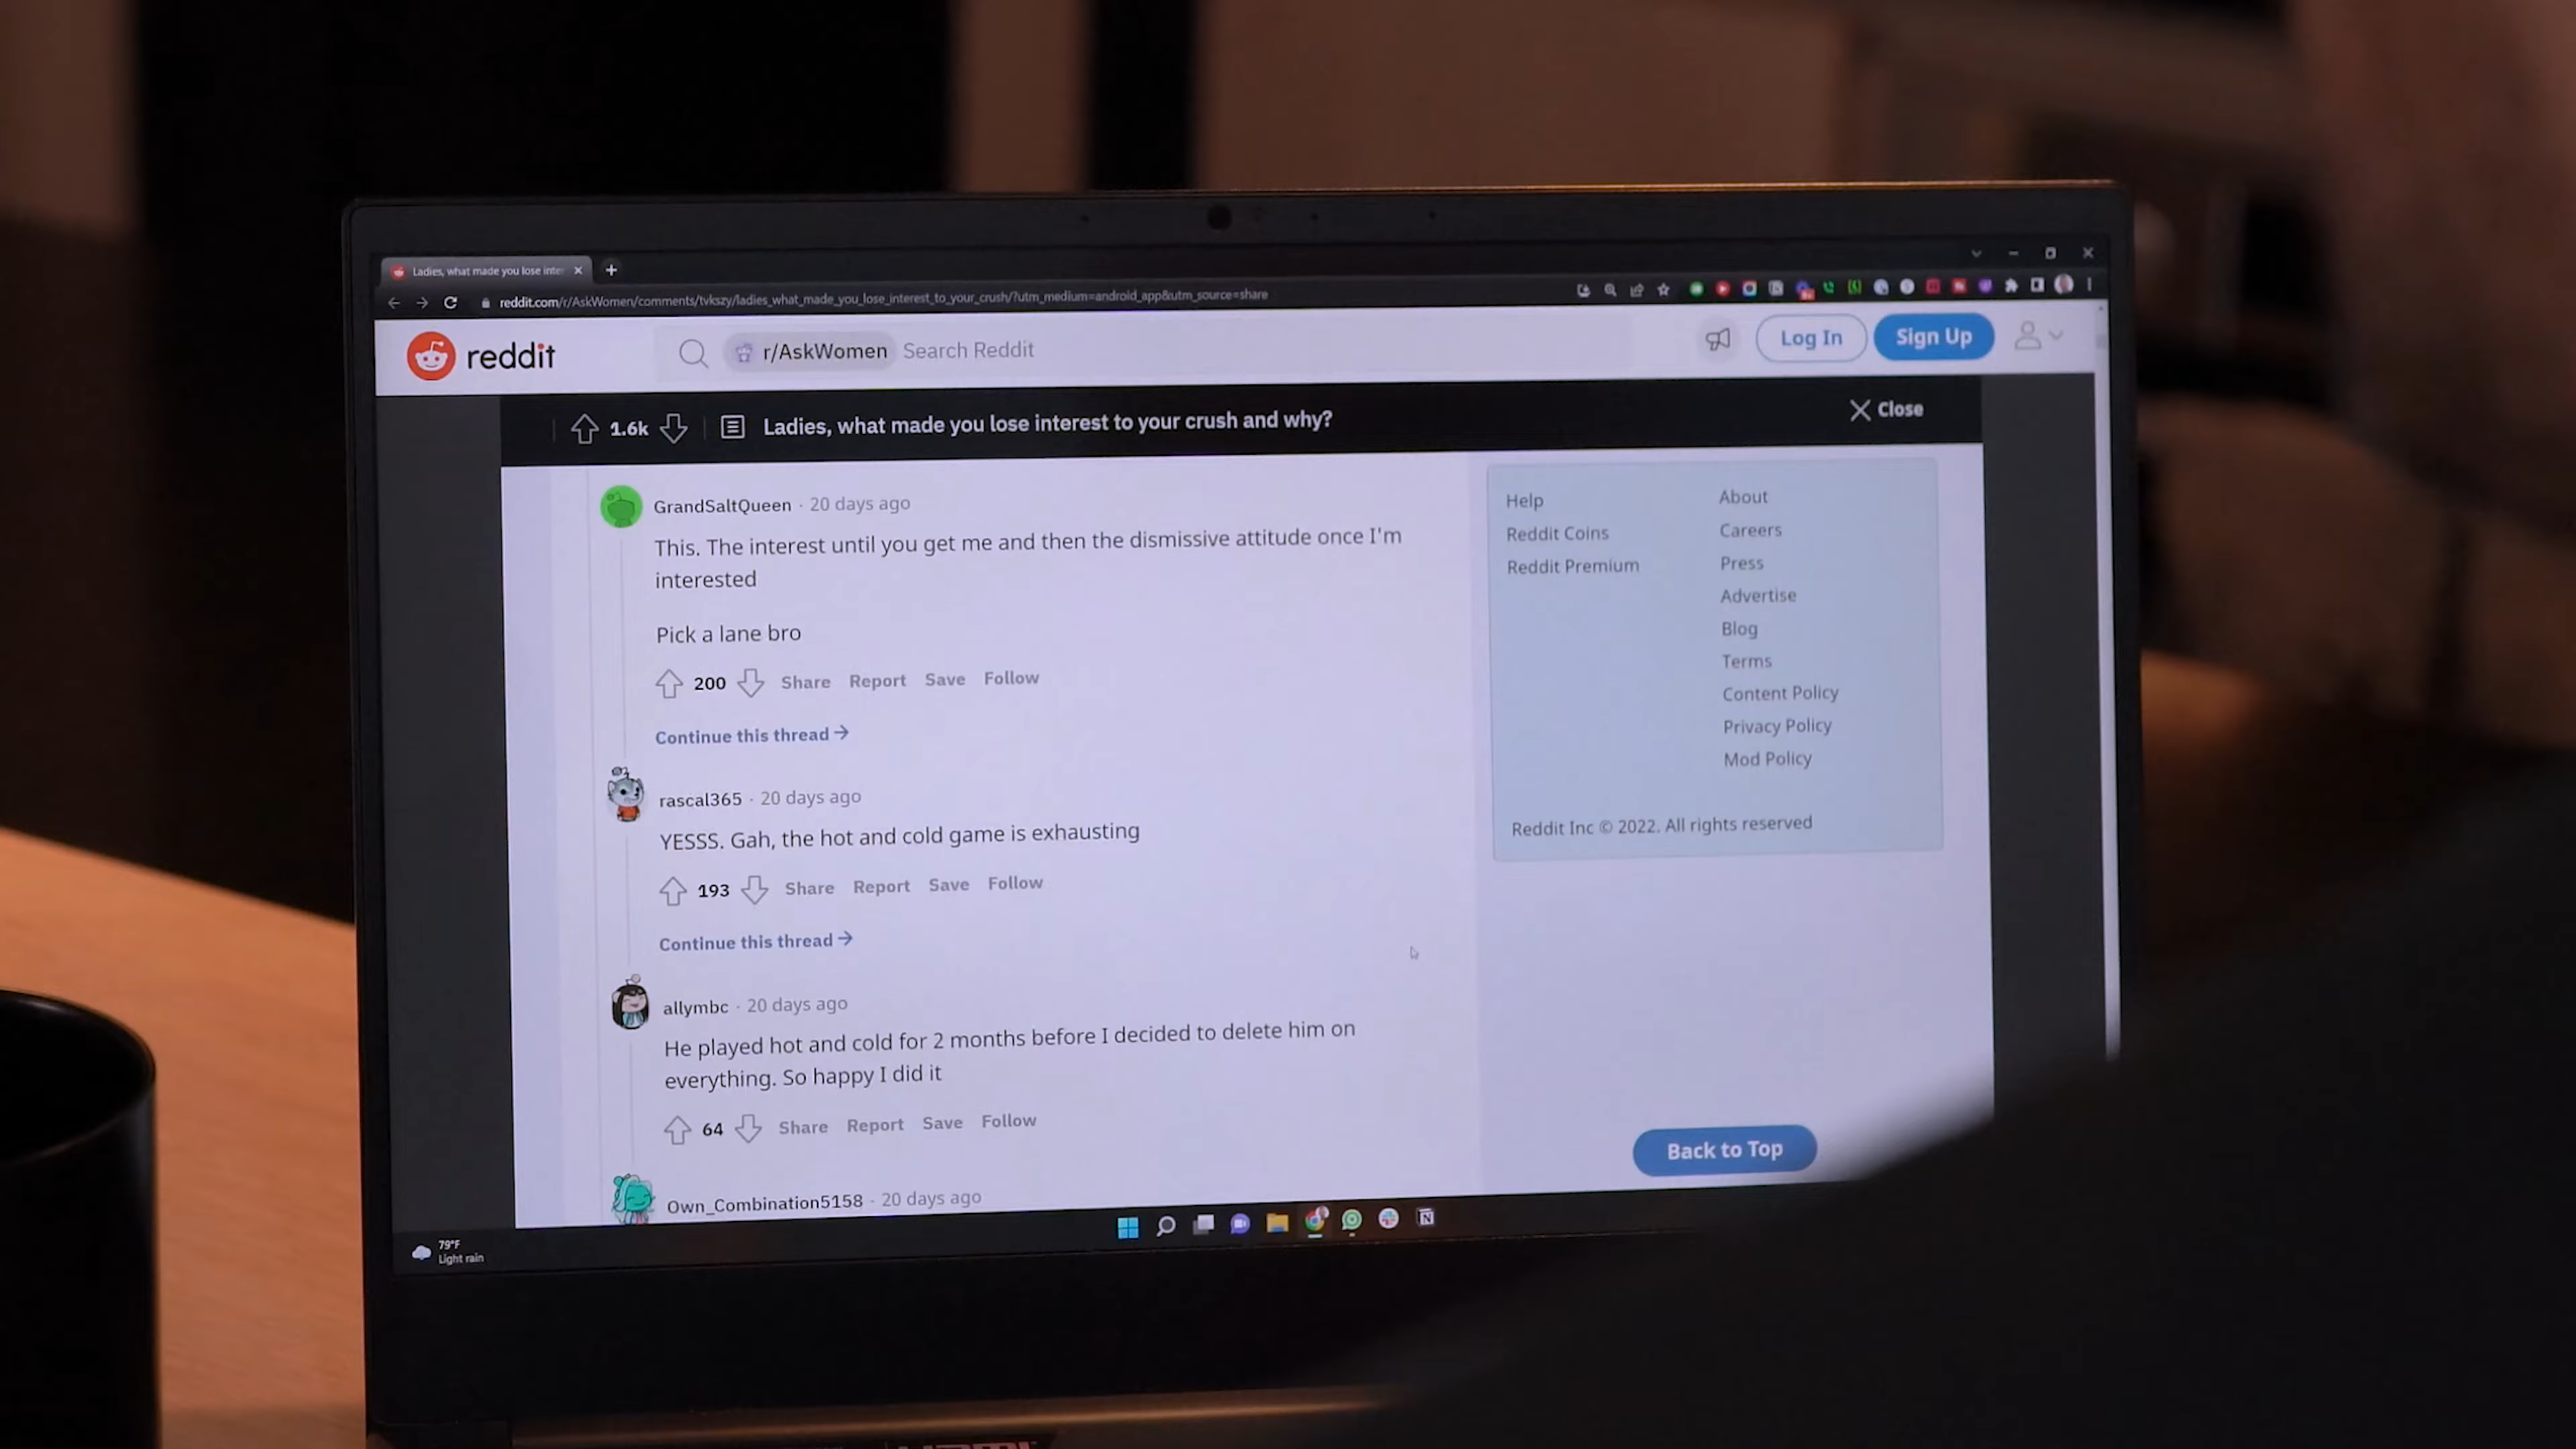 Ladies, what made you lose inter
reddit.com/r/AskWomen/comments/tvkszy/ladies_what_made_you_lose_interest_to_your_crush/?utm_medium=android_app&utm_source=share
reddit
r/AskWomen Search Reddit
Log In
Sign Up
1.6k
Ladies, what made you lose interest to your crush and why?
Close
GrandSaltQueen · 20 days ago
This. The interest until you get me and then the dismissive attitude once I'm
interested
Pick a lane bro
200 Share Report Save Follow
Continue this thread
rascal365 · 20 days ago
YESSS. Gah, the hot and cold game is exhausting
193 Share Report Save Follow
Continue this thread
allymbc · 20 days ago
He played hot and cold for 2 months before I decided to delete him on
everything. So happy I did it
64 Share Report Save Follow
Own_Combination5158 · 20 days ago
Help
Reddit Coins
Reddit Premium
About
Careers
Press
Advertise
Blog
Terms
Content Policy
Privacy Policy
Mod Policy
Reddit Inc © 2022. All rights reserved
Back to Top
79°F
Light rain